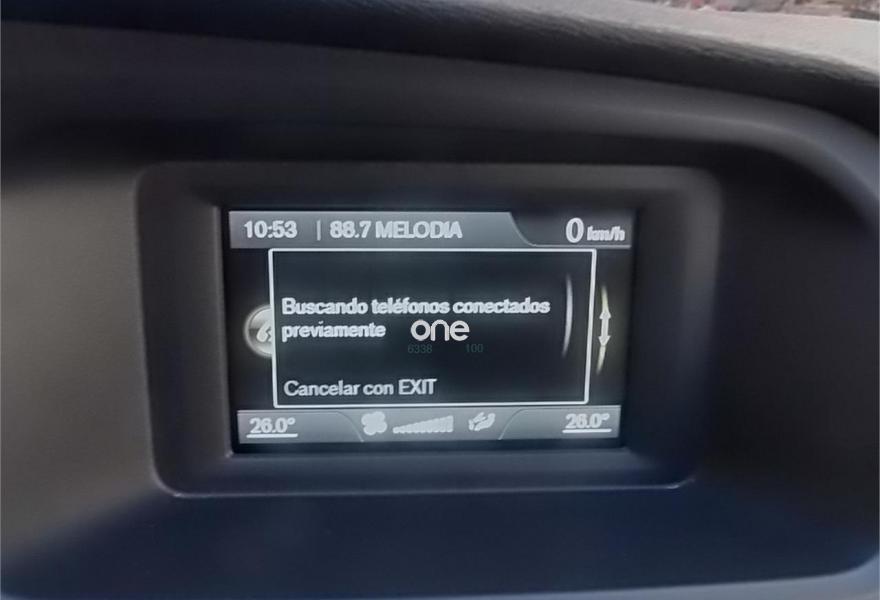 10:53 | 88.7 MELODIA 0 km/h
Buscando teléfonos conectados
previamente
one
6338 100
Cancelar con EXIT
26.0° 26.0°